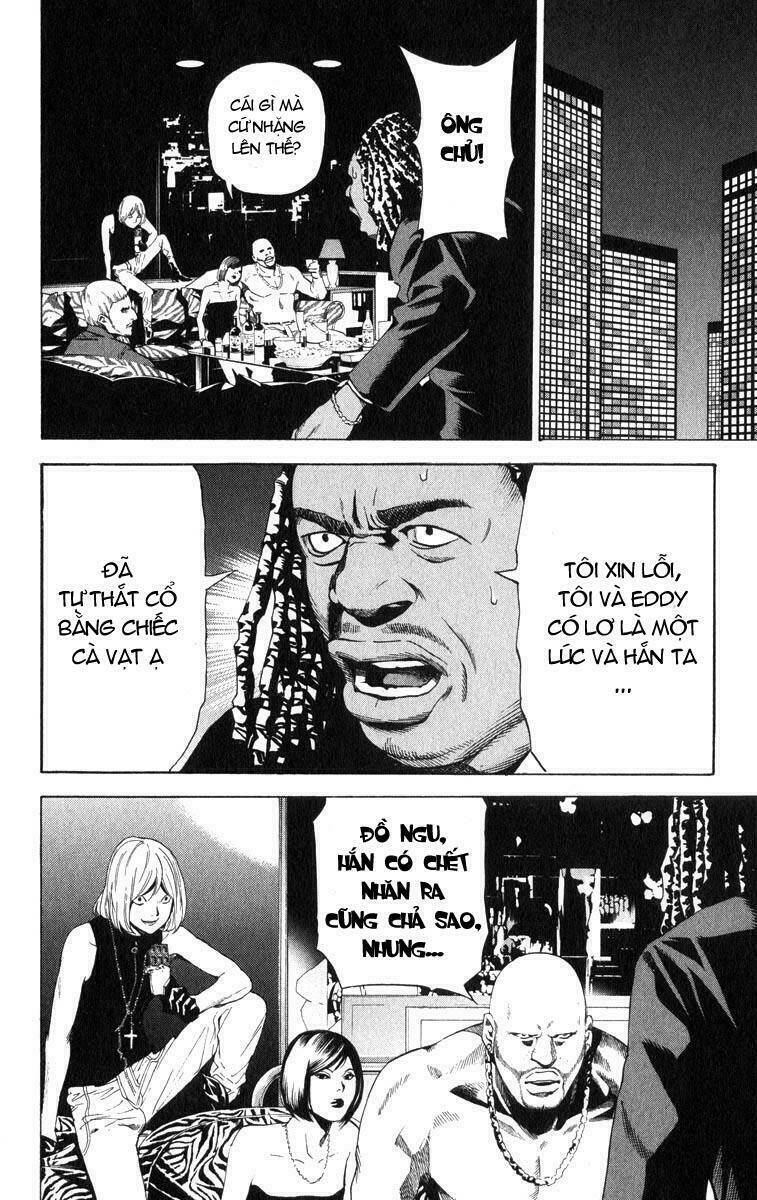 ÔNG
CHỦ!
CÁI GÌ MÀ
CỨ NHẶNG
LÊN THẾ?
TÔI XIN LỖI,
TÔI VÀ EDDY
CÓ LƠ LÀ MỘT
LÚC VÀ HẮN TA
...
ĐÃ
TỰ THẮT CỔ
BẰNG CHIẾC
CÀ VẠT Ạ
ĐỒ NGU,
HẮN CÓ CHẾT
NHĂN RA
CŨNG CHẢ SAO,
NHƯNG...